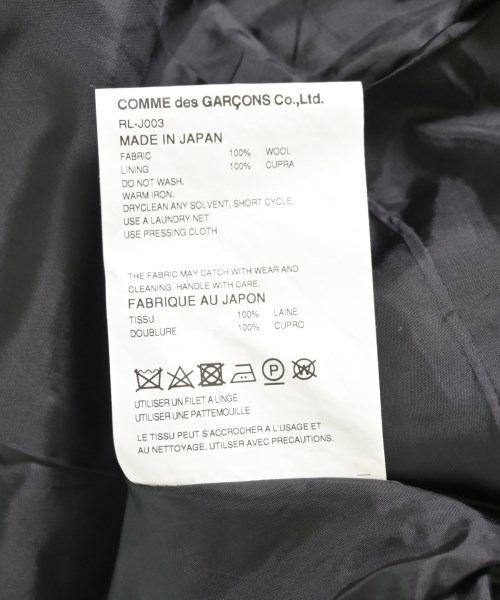 COMME des GARÇONS Co.,Ltd.
RL-J003
MADE IN JAPAN
FABRIC 100% WOOL
LINING 100% CUPRA
DO NOT WASH.
WARM IRON.
DRYCLEAN ANY SOLVENT, SHORT CYCLE.
USE A LAUNDRY NET
USE PRESSING CLOTH
THE FABRIC MAY CATCH WITH WEAR AND
CLEANING. HANDLE WITH CARE.
FABRIQUE AU JAPON
TISSU 100% LAINE
DOUBLURE 100% CUPRO
P W
UTILISER UN FILET A LINGE
UTILISER UNE PATTEMOUILLE
LE TISSU PEUT S'ACCROCHER A L'USAGE ET
AU NETTOYAGE. UTILISER AVEC PRECAUTIONS.